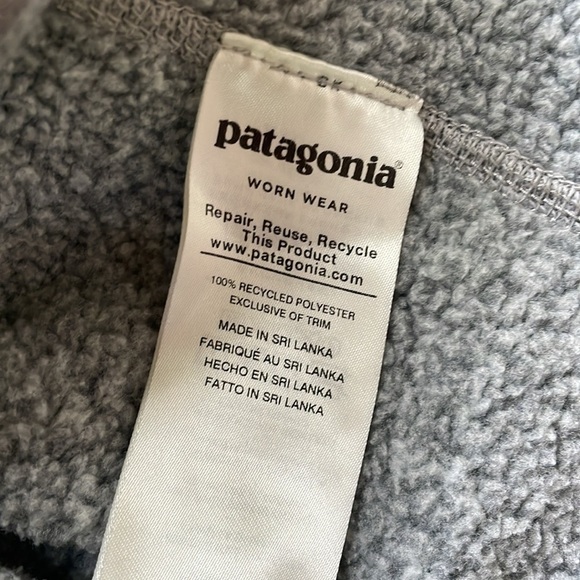 patagonia®
WORN WEAR
Repair, Reuse, Recycle
This Product
www.patagonia.com
100% RECYCLED POLYESTER
EXCLUSIVE OF TRIM
MADE IN SRI LANKA
FABRIQUÉ AU SRI LANKA
HECHO EN SRI LANKA
FATTO IN SRI LANKA